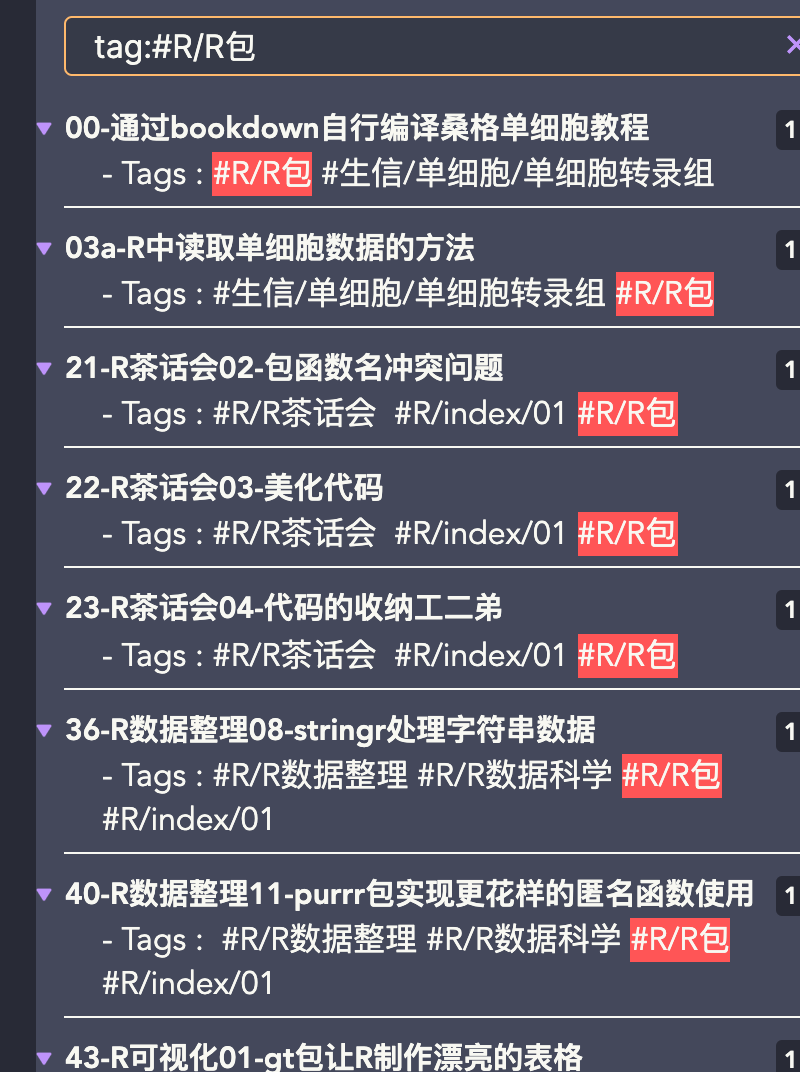 tag:#R/R包
00-通过bookdown自行编译桑格单细胞教程
1
- Tags : #R/R包 #生信/单细胞/单细胞转录组
03a-R中读取单细胞数据的方法
1
- Tags : #生信/单细胞/单细胞转录组 #R/R包
21-R茶话会02-包函数名冲突问题
1
- Tags : #R/R茶话会 #R/index/01 #R/R包
22-R茶话会03-美化代码
1
- Tags : #R/R茶话会 #R/index/01 #R/R包
23-R茶话会04-代码的收纳工二弟
1
- Tags : #R/R茶话会 #R/index/01 #R/R包
36-R数据整理08-stringr处理字符串数据
1
- Tags : #R/R数据整理 #R/R数据科学 #R/R包
#R/index/01
40-R数据整理11-purrr包实现更花样的匿名函数使用
1
- Tags : #R/R数据整理 #R/R数据科学 #R/R包
#R/index/01
43-R可视化01-gt包让R制作漂亮的表格
1